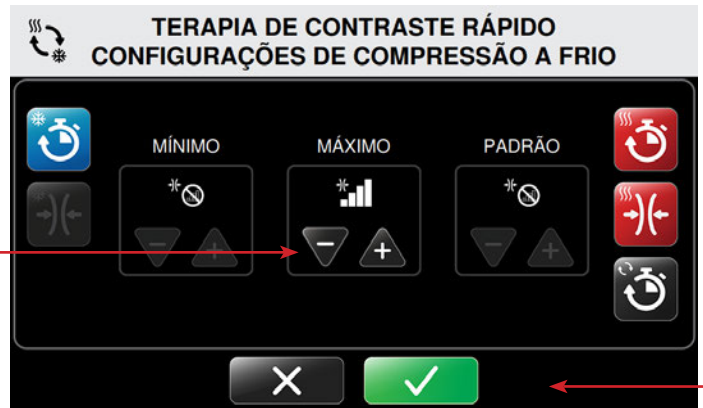 TERAPIA DE CONTRASTE RÁPIDO
CONFIGURAÇÕES DE COMPRESSÃO A FRIO
MÍNIMO MÁXIMO PADRÃO